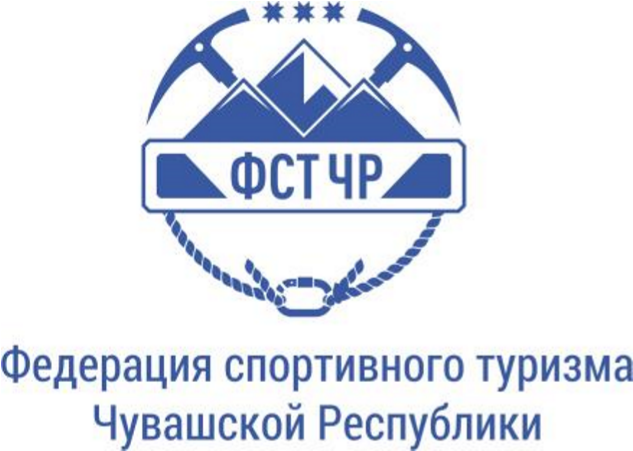 ФСТ ЧР
Федерация спортивного туризма
Чувашской Республики